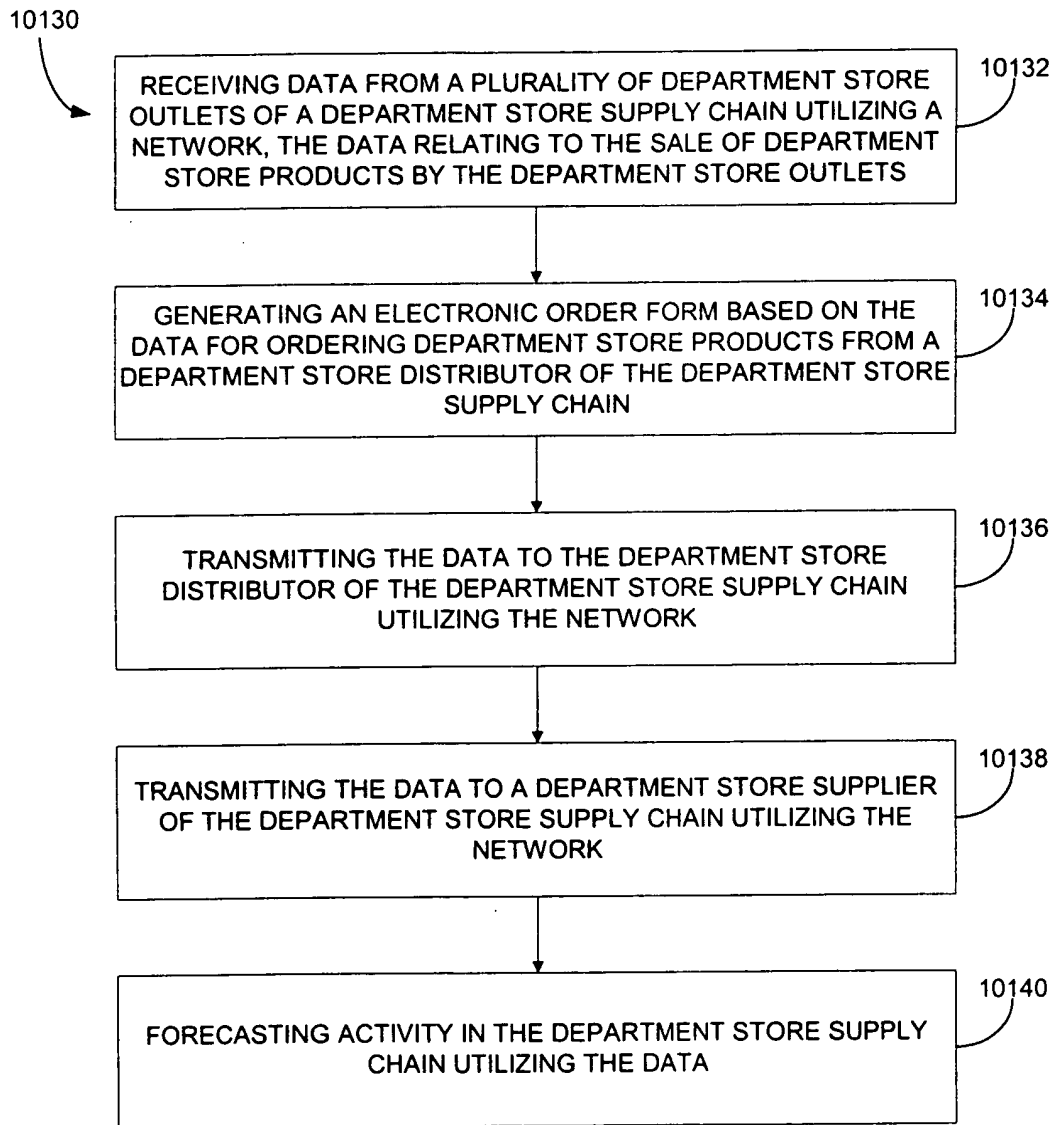 10130
RECEIVING DATA FROM A PLURALITY OF DEPARTMENT STORE
OUTLETS OF A DEPARTMENT STORE SUPPLY CHAIN UTILIZING A
NETWORK, THE DATA RELATING TO THE SALE OF DEPARTMENT
STORE PRODUCTS BY THE DEPARTMENT STORE OUTLETS
10132
GENERATING AN ELECTRONIC ORDER FORM BASED ON THE
DATA FOR ORDERING DEPARTMENT STORE PRODUCTS FROM A
DEPARTMENT STORE DISTRIBUTOR OF THE DEPARTMENT STORE
SUPPLY CHAIN
10134
TRANSMITTING THE DATA TO THE DEPARTMENT STORE
DISTRIBUTOR OF THE DEPARTMENT STORE SUPPLY CHAIN
UTILIZING THE NETWORK
10136
TRANSMITTING THE DATA TO A DEPARTMENT STORE SUPPLIER
OF THE DEPARTMENT STORE SUPPLY CHAIN UTILIZING THE
NETWORK
10138
FORECASTING ACTIVITY IN THE DEPARTMENT STORE SUPPLY
CHAIN UTILIZING THE DATA
10140